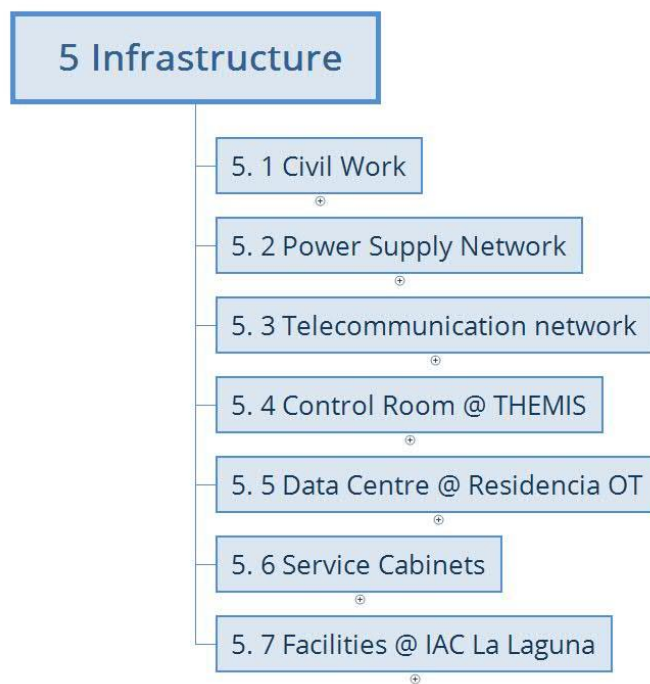 5 Infrastructure
5. 1 Civil Work
5. 2 Power Supply Network
5. 3 Telecommunication network
5. 4 Control Room @ THEMIS
5. 5 Data Centre @ Residencia OT
5. 6 Service Cabinets
5. 7 Facilities @ IAC La Laguna